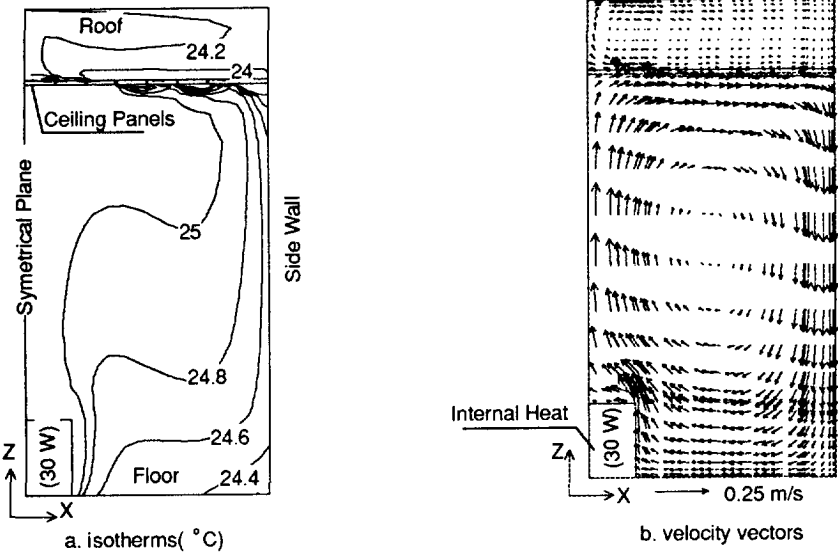 Roof
24.2
24
Ceiling Panels
Symetrical Plane
25
Side Wall
24.8
24.6
(30 W)
Floor
24.4
Z
X
a. isotherms( °C)
Internal Heat
(30 W)
Z
X
0.25 m/s
b. velocity vectors